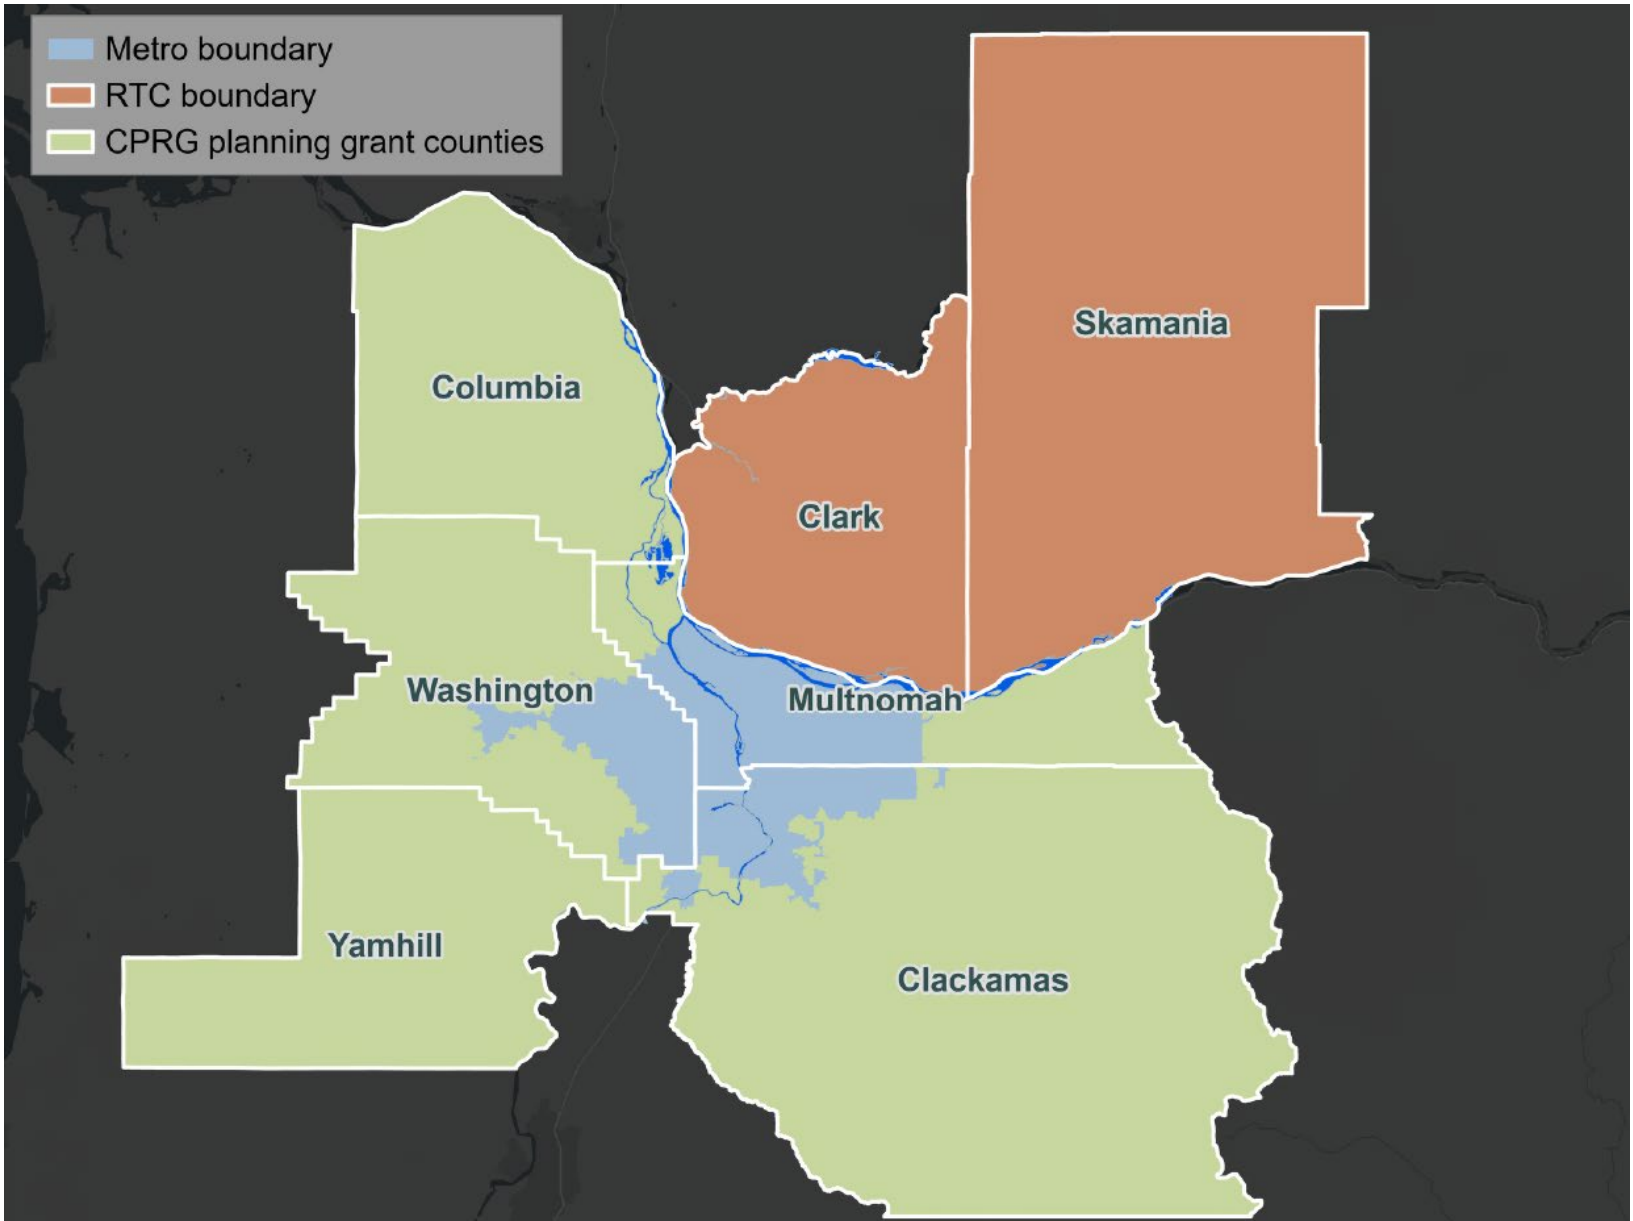 Metro boundary
RTC boundary
CPRG planning grant counties
Skamania
Columbia
Clark
Washington
Multnomah
Yamhill
Clackamas